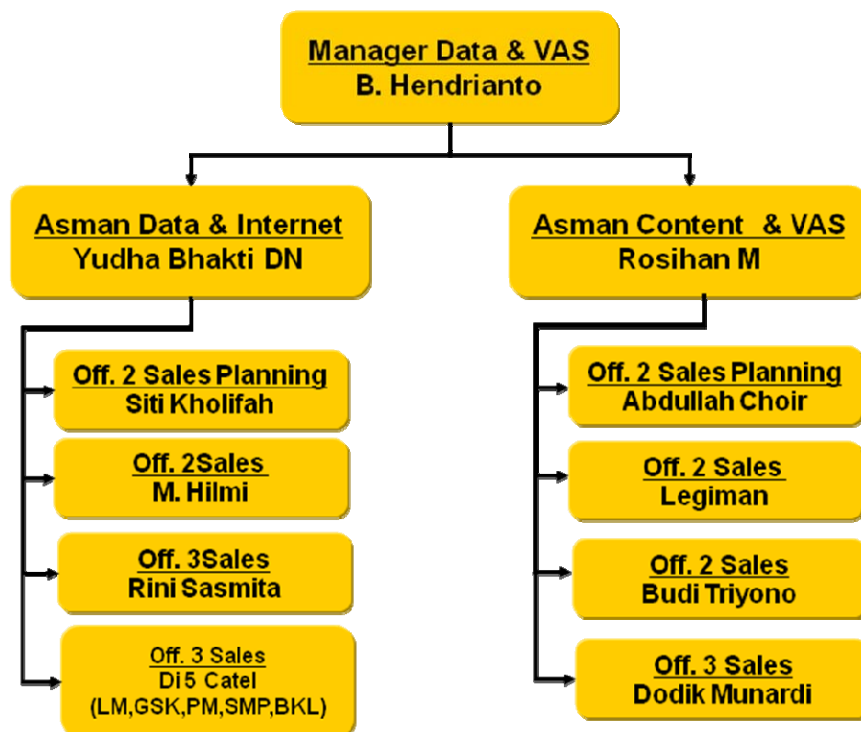 Manager Data & VAS
B. Hendrianto
Asman Data & Internet
Yudha Bhakti DN
Asman Content & VAS
Rosihan M
Off. 2 Sales Planning
Siti Kholifah
Off. 2Sales
M. Hilmi
Off. 3Sales
Rini Sasmita
Off. 3 Sales
Di 5 Catel
(LM,GSK,PM,SMP,BKL)
Off. 2 Sales Planning
Abdullah Choir
Off. 2 Sales
Legiman
Off. 2 Sales
Budi Triyono
Off. 3 Sales
Dodik Munardi